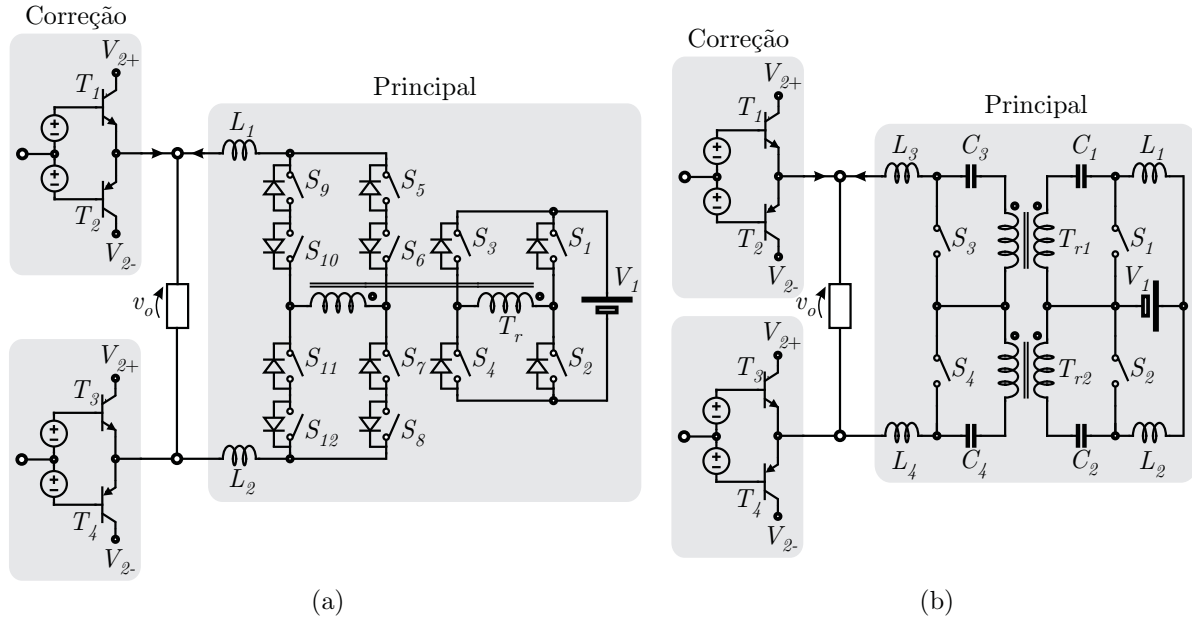 Correção
V2+
T1
T2
V2-
vo
V2+
T3
T4
V2-
Principal
L1
S9
S5
S10
S6
S3
S1
V1
Tr
S11
S7
S4
S2
S12
S8
L2
(a)
Correção
V2+
T1
T2
V2-
vo
V2+
T3
T4
V2-
Principal
L3
C3
C1
L1
S3
Tr1
S1
V1
S4
Tr2
S2
L4
C4
C2
L2
(b)